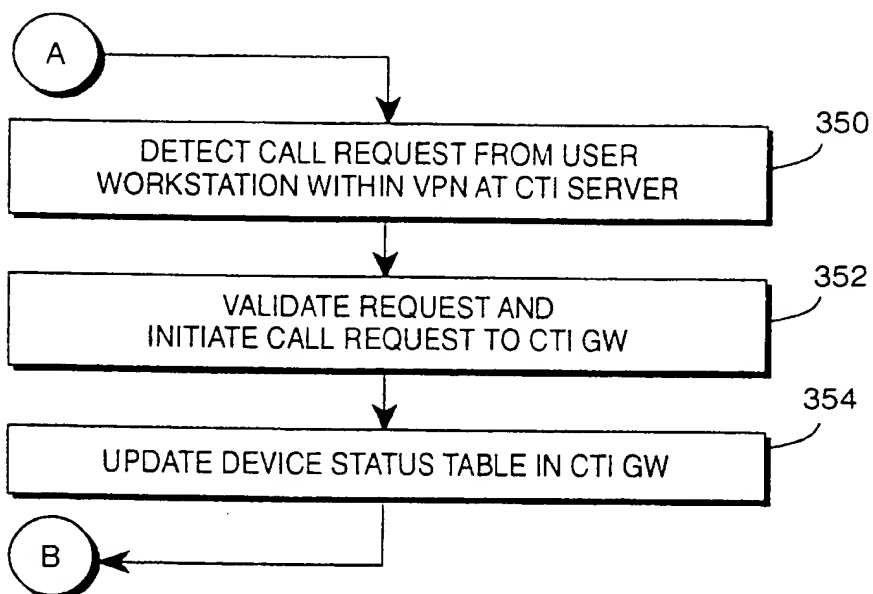 A
350
DETECT CALL REQUEST FROM USER
WORKSTATION WITHIN VPN AT CTI SERVER
352
VALIDATE REQUEST AND
INITIATE CALL REQUEST TO CTI GW
354
UPDATE DEVICE STATUS TABLE IN CTI GW
B